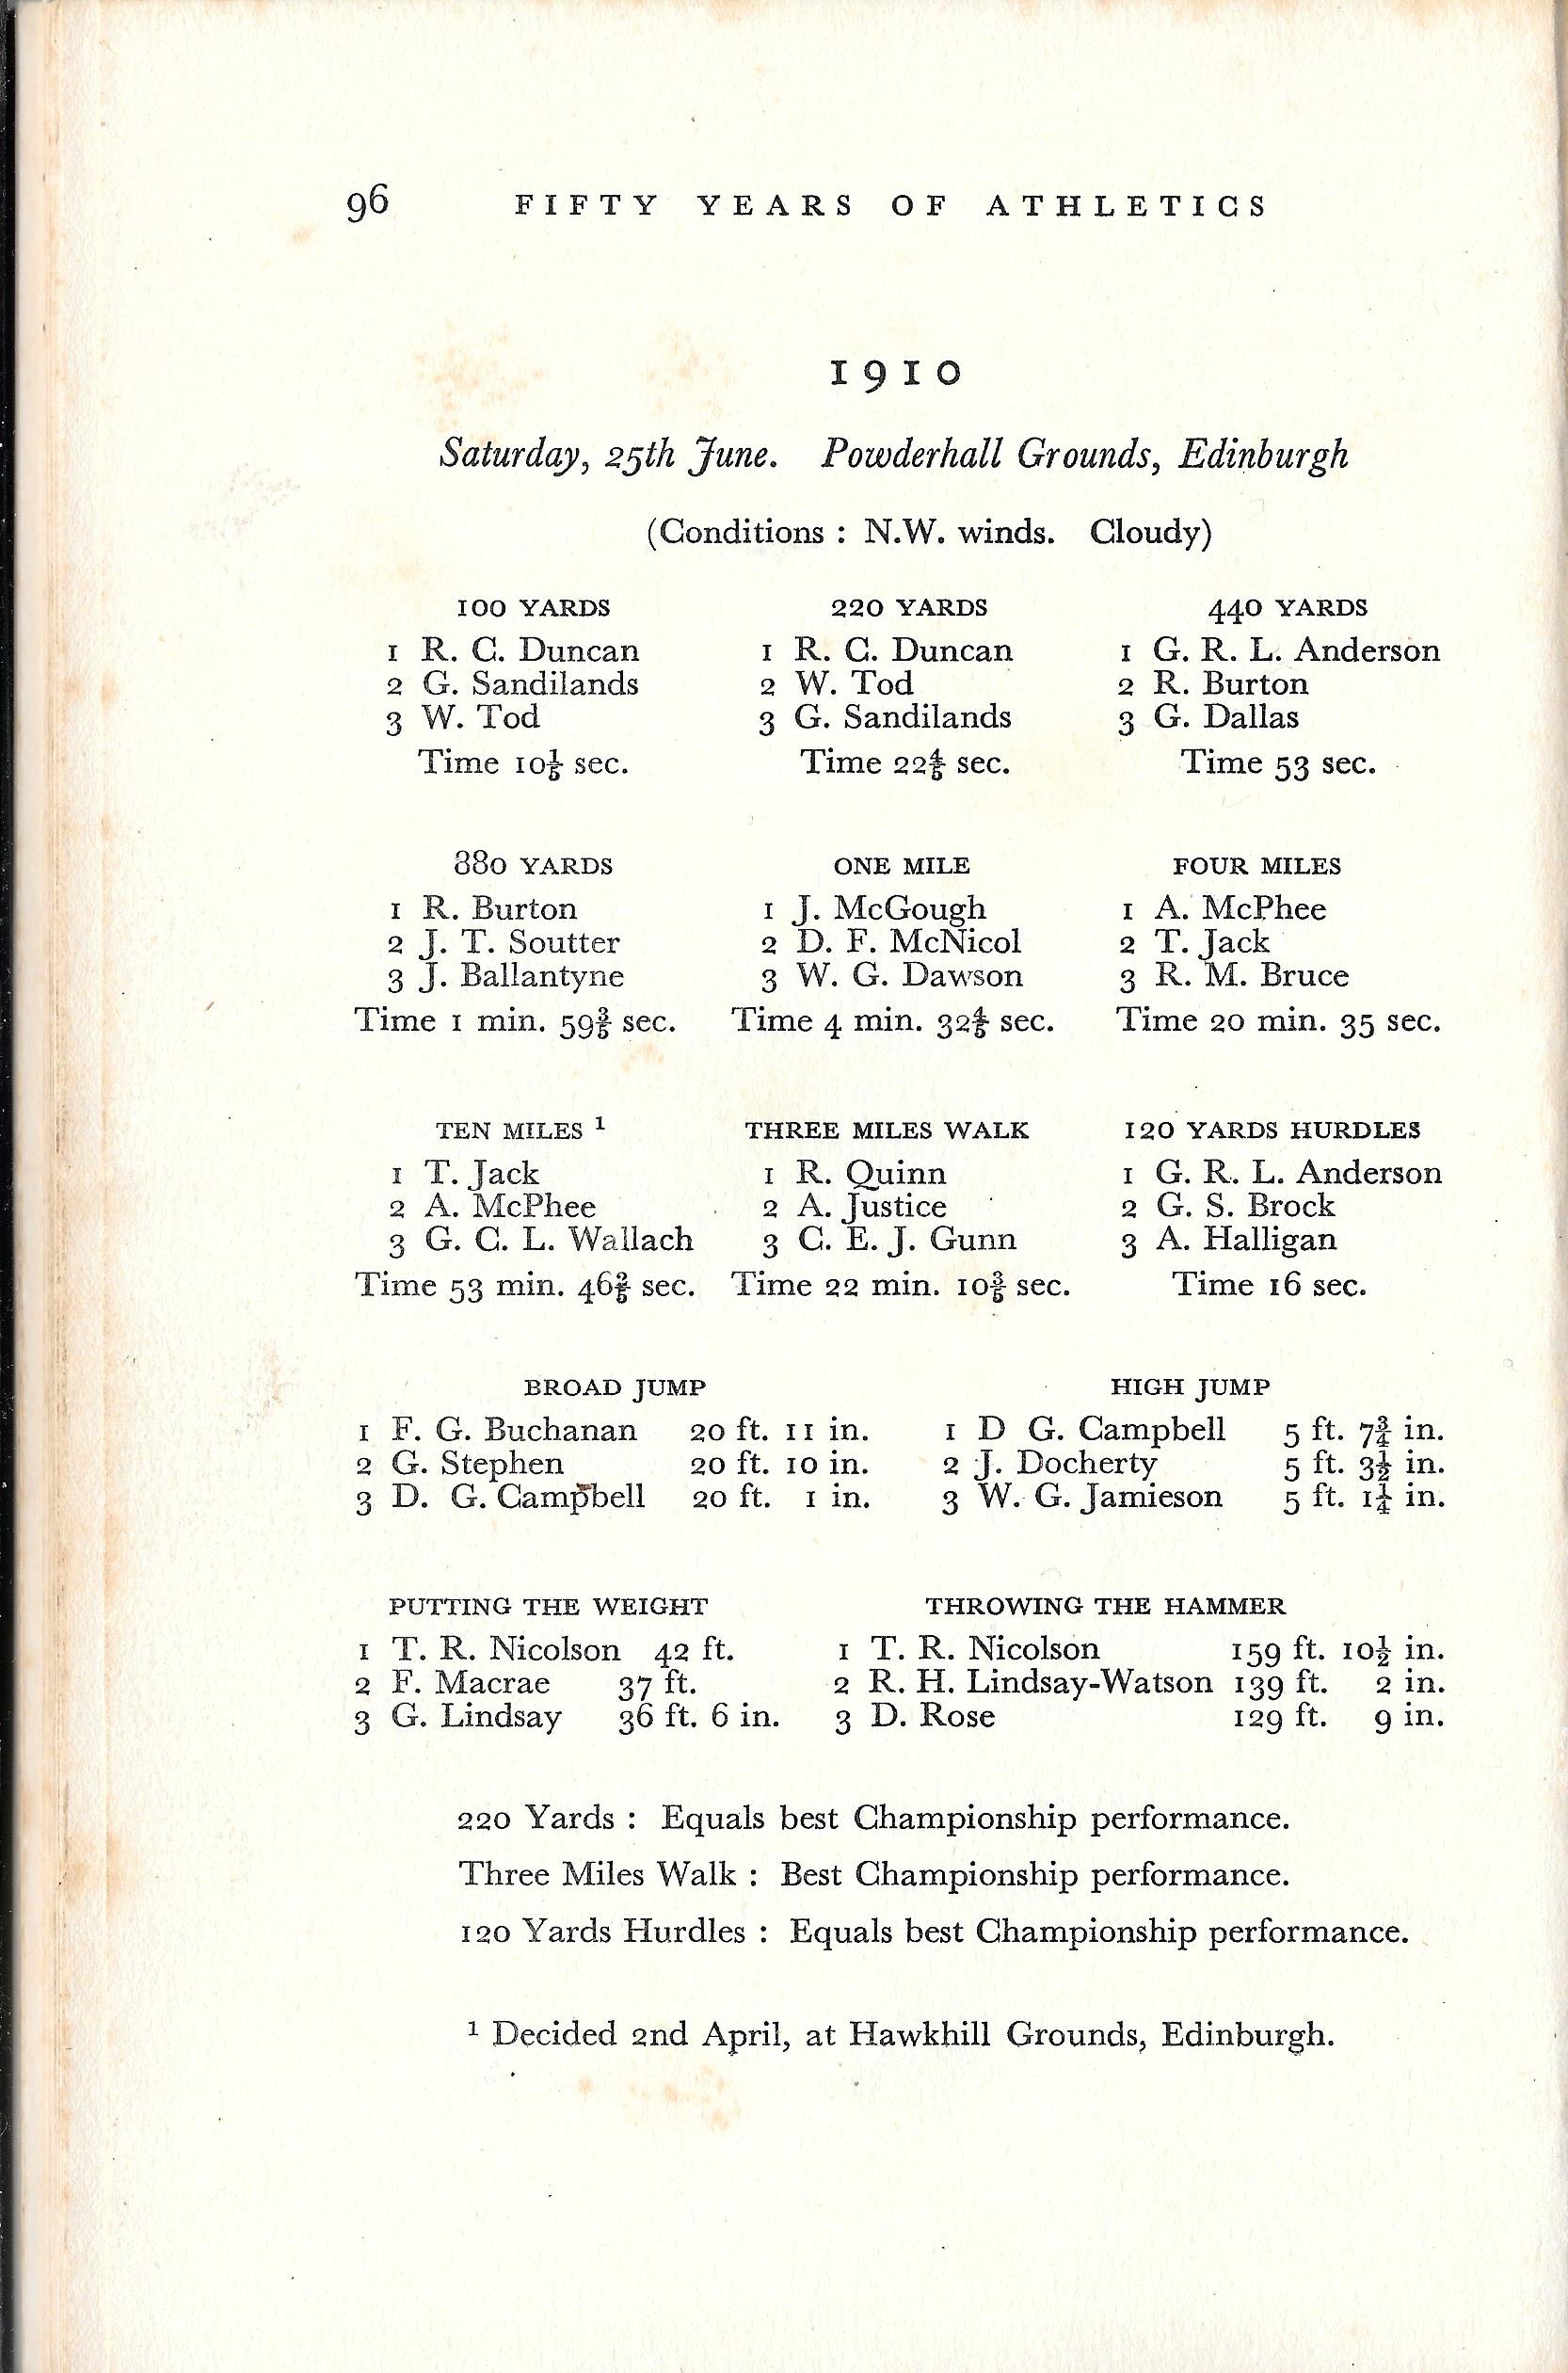 96 FIFTY YEARS OF ATHLETICS
1910
Saturday, 25th June. Powderhall Grounds, Edinburgh
(Conditions : N.W. winds. Cloudy)
100 YARDS
1 R. C. Duncan
2 G. Sandilands
3 W. Tod
Time 10⅕ sec.
220 YARDS
1 R. C. Duncan
2 W. Tod
3 G. Sandilands
Time 22⅘ sec.
440 YARDS
1 G. R. L. Anderson
2 R. Burton
3 G. Dallas
Time 53 sec.
880 YARDS
1 R. Burton
2 J. T. Soutter
3 J. Ballantyne
Time 1 min. 59⅗ sec.
ONE MILE
1 J. McGough
2 D. F. McNicol
3 W. G. Dawson
Time 4 min. 32⅘ sec.
FOUR MILES
1 A. McPhee
2 T. Jack
3 R. M. Bruce
Time 20 min. 35 sec.
TEN MILES ¹
1 T. Jack
2 A. McPhee
3 G. C. L. Wallach
Time 53 min. 46⅗ sec.
THREE MILES WALK
1 R. Quinn
2 A. Justice
3 C. E. J. Gunn
Time 22 min. 10⅗ sec.
120 YARDS HURDLES
1 G. R. L. Anderson
2 G. S. Brock
3 A. Halligan
Time 16 sec.
BROAD JUMP
1 F. G. Buchanan 20 ft. 11 in.
2 G. Stephen 20 ft. 10 in.
3 D. G. Campbell 20 ft. 1 in.
HIGH JUMP
1 D G. Campbell 5 ft. 7¾ in.
2 J. Docherty 5 ft. 3½ in.
3 W. G. Jamieson 5 ft. 1¼ in.
PUTTING THE WEIGHT
1 T. R. Nicolson 42 ft.
2 F. Macrae 37 ft.
3 G. Lindsay 36 ft. 6 in.
THROWING THE HAMMER
1 T. R. Nicolson 159 ft. 10½ in.
2 R. H. Lindsay-Watson 139 ft. 2 in.
3 D. Rose 129 ft. 9 in.
220 Yards : Equals best Championship performance.
Three Miles Walk : Best Championship performance.
120 Yards Hurdles : Equals best Championship performance.
¹ Decided 2nd April, at Hawkhill Grounds, Edinburgh.